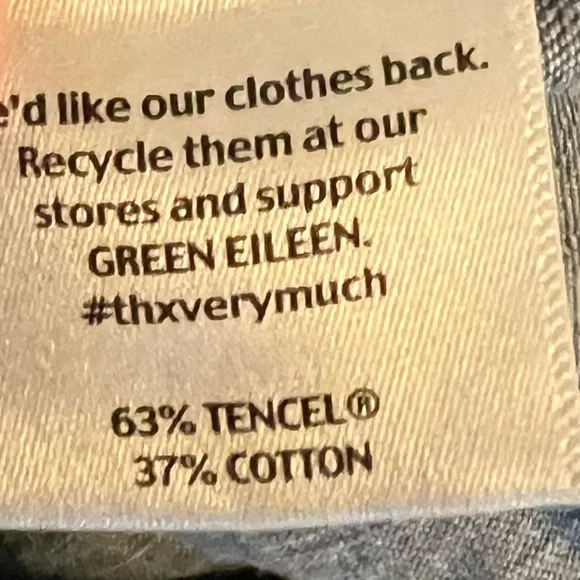 e'd like our clothes back.
Recycle them at our
stores and support
GREEN EILEEN.
#thxverymuch
63% TENCEL®
37% COTTON